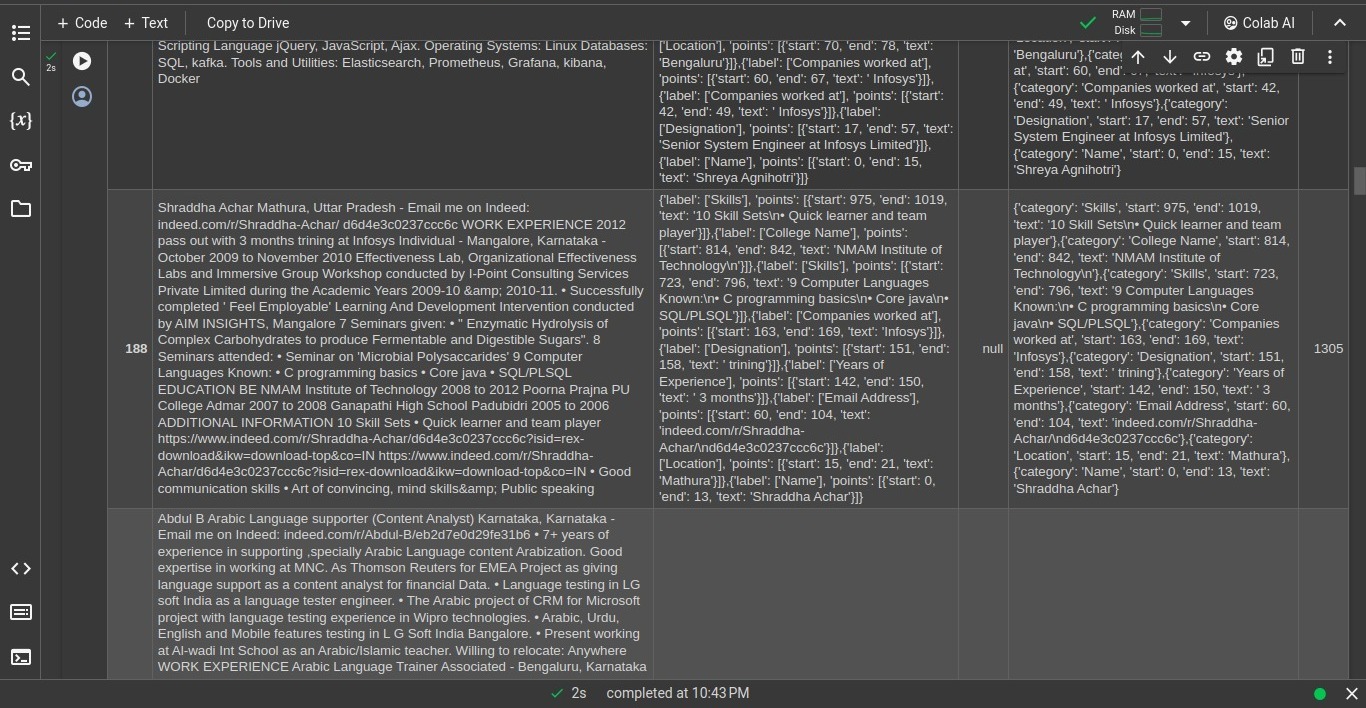 + Code + Text Copy to Drive
RAM
Disk
Colab AI
{x}
2s
Scripting Language jQuery, JavaScript, Ajax. Operating Systems: Linux Databases:
SQL, kafka. Tools and Utilities: Elasticsearch, Prometheus, Grafana, kibana,
Docker
['Location'], 'points': [{'start': 70, 'end': 78, 'text':
'Bengaluru'}]},{'label': ['Companies worked at'],
'points': [{'start': 60, 'end': 67, 'text': ' Infosys'}]},
{'label': ['Companies worked at'], 'points': [{'start':
42, 'end': 49, 'text': ' Infosys'}]},{'label':
['Designation'], 'points': [{'start': 17, 'end': 57, 'text':
'Senior System Engineer at Infosys Limited'}]},
{'label': ['Name'], 'points': [{'start': 0, 'end': 15,
'text': 'Shreya Agnihotri'}]}
'Bengaluru'},{'cate
at', 'start': 60, 'end':
{'category': 'Companies worked at', 'start': 42,
'end': 49, 'text': ' Infosys'},{'category':
'Designation', 'start': 17, 'end': 57, 'text': 'Senior
System Engineer at Infosys Limited'},
{'category': 'Name', 'start': 0, 'end': 15, 'text':
'Shreya Agnihotri'}
188
Shraddha Achar Mathura, Uttar Pradesh - Email me on Indeed:
indeed.com/r/Shraddha-Achar/ d6d4e3c0237ccc6c WORK EXPERIENCE 2012
pass out with 3 months trining at Infosys Individual - Mangalore, Karnataka -
October 2009 to November 2010 Effectiveness Lab, Organizational Effectiveness
Labs and Immersive Group Workshop conducted by I-Point Consulting Services
Private Limited during the Academic Years 2009-10 &amp; 2010-11. • Successfully
completed ' Feel Employable' Learning And Development Intervention conducted
by AIM INSIGHTS, Mangalore 7 Seminars given: • " Enzymatic Hydrolysis of
Complex Carbohydrates to produce Fermentable and Digestible Sugars". 8
Seminars attended: • Seminar on 'Microbial Polysaccarides' 9 Computer
Languages Known: • C programming basics • Core java • SQL/PLSQL
EDUCATION BE NMAM Institute of Technology 2008 to 2012 Poorna Prajna PU
College Admar 2007 to 2008 Ganapathi High School Padubidri 2005 to 2006
ADDITIONAL INFORMATION 10 Skill Sets • Quick learner and team player
https://www.indeed.com/r/Shraddha-Achar/d6d4e3c0237ccc6c?isid=rex-
download&ikw=download-top&co=IN https://www.indeed.com/r/Shraddha-
Achar/d6d4e3c0237ccc6c?isid=rex-download&ikw=download-top&co=IN • Good
communication skills • Art of convincing, mind skills&amp; Public speaking
{'label': ['Skills'], 'points': [{'start': 975, 'end': 1019,
'text': '10 Skill Sets\n• Quick learner and team
player'}]},{'label': ['College Name'], 'points':
[{'start': 814, 'end': 842, 'text': 'NMAM Institute of
Technology\n'}]},{'label': ['Skills'], 'points': [{'start':
723, 'end': 796, 'text': '9 Computer Languages
Known:\n• C programming basics\n• Core java\n•
SQL/PLSQL'}]},{'label': ['Companies worked at'],
'points': [{'start': 163, 'end': 169, 'text': 'Infosys'}]},
{'label': ['Designation'], 'points': [{'start': 151, 'end':
158, 'text': ' trining'}]},{'label': ['Years of
Experience'], 'points': [{'start': 142, 'end': 150,
'text': ' 3 months'}]},{'label': ['Email Address'],
'points': [{'start': 60, 'end': 104, 'text':
'indeed.com/r/Shraddha-
Achar/\nd6d4e3c0237ccc6c'}]},{'label':
['Location'], 'points': [{'start': 15, 'end': 21, 'text':
'Mathura'}]},{'label': ['Name'], 'points': [{'start': 0,
'end': 13, 'text': 'Shraddha Achar'}]}
null
{'category': 'Skills', 'start': 975, 'end': 1019,
'text': '10 Skill Sets\n• Quick learner and team
player'},{'category': 'College Name', 'start': 814,
'end': 842, 'text': 'NMAM Institute of
Technology\n'},{'category': 'Skills', 'start': 723,
'end': 796, 'text': '9 Computer Languages
Known:\n• C programming basics\n• Core
java\n• SQL/PLSQL'},{'category': 'Companies
worked at', 'start': 163, 'end': 169, 'text':
'Infosys'},{'category': 'Designation', 'start': 151,
'end': 158, 'text': ' trining'},{'category': 'Years of
Experience', 'start': 142, 'end': 150, 'text': ' 3
months'},{'category': 'Email Address', 'start': 60,
'end': 104, 'text': 'indeed.com/r/Shraddha-
Achar/\nd6d4e3c0237ccc6c'},{'category':
'Location', 'start': 15, 'end': 21, 'text': 'Mathura'},
{'category': 'Name', 'start': 0, 'end': 13, 'text':
'Shraddha Achar'}
1305
Abdul B Arabic Language supporter (Content Analyst) Karnataka, Karnataka -
Email me on Indeed: indeed.com/r/Abdul-B/eb2d7e0d29fe31b6 • 7+ years of
experience in supporting ,specially Arabic Language content Arabization. Good
expertise in working at MNC. As Thomson Reuters for EMEA Project as giving
language support as a content analyst for financial Data. • Language testing in LG
soft India as a language tester engineer. • The Arabic project of CRM for Microsoft
project with language testing experience in Wipro technologies. • Arabic, Urdu,
English and Mobile features testing in L G Soft India Bangalore. • Present working
at Al-wadi Int School as an Arabic/Islamic teacher. Willing to relocate: Anywhere
WORK EXPERIENCE Arabic Language Trainer Associated - Bengaluru, Karnataka
2s completed at 10:43 PM